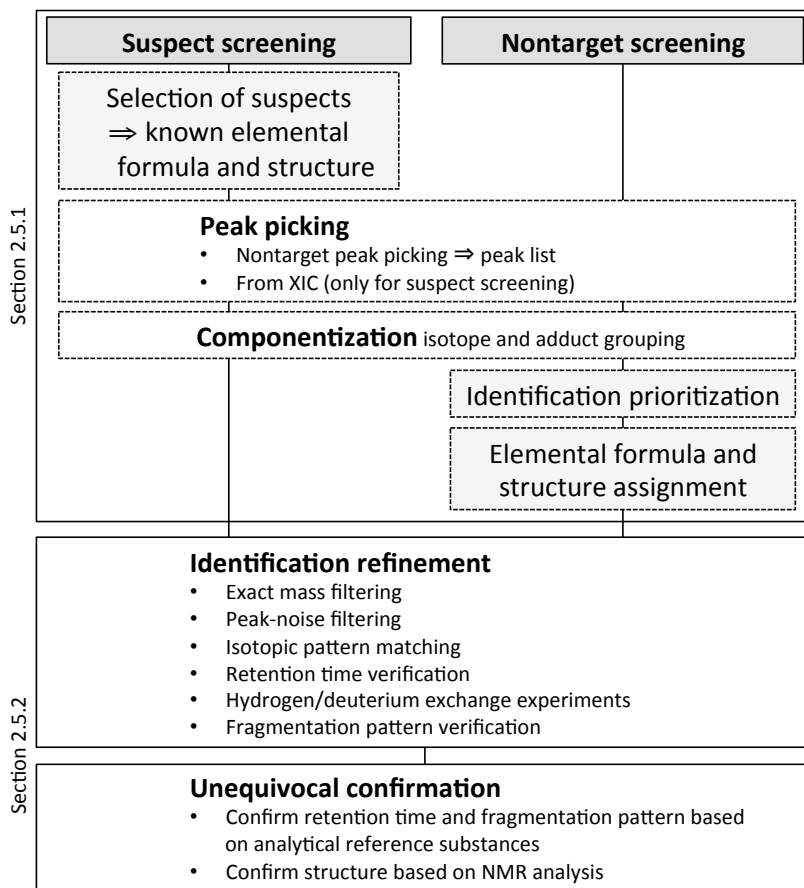 Suspect screening
Nontarget screening
Selection of suspects
⇒ known elemental
formula and structure
Section 2.5.1
Peak picking
• Nontarget peak picking ⇒ peak list
• From XIC (only for suspect screening)
Componentization isotope and adduct grouping
Identification prioritization
Elemental formula and
structure assignment
Section 2.5.2
Identification refinement
• Exact mass filtering
• Peak-noise filtering
• Isotopic pattern matching
• Retention time verification
• Hydrogen/deuterium exchange experiments
• Fragmentation pattern verification
Unequivocal confirmation
• Confirm retention time and fragmentation pattern based
on analytical reference substances
• Confirm structure based on NMR analysis